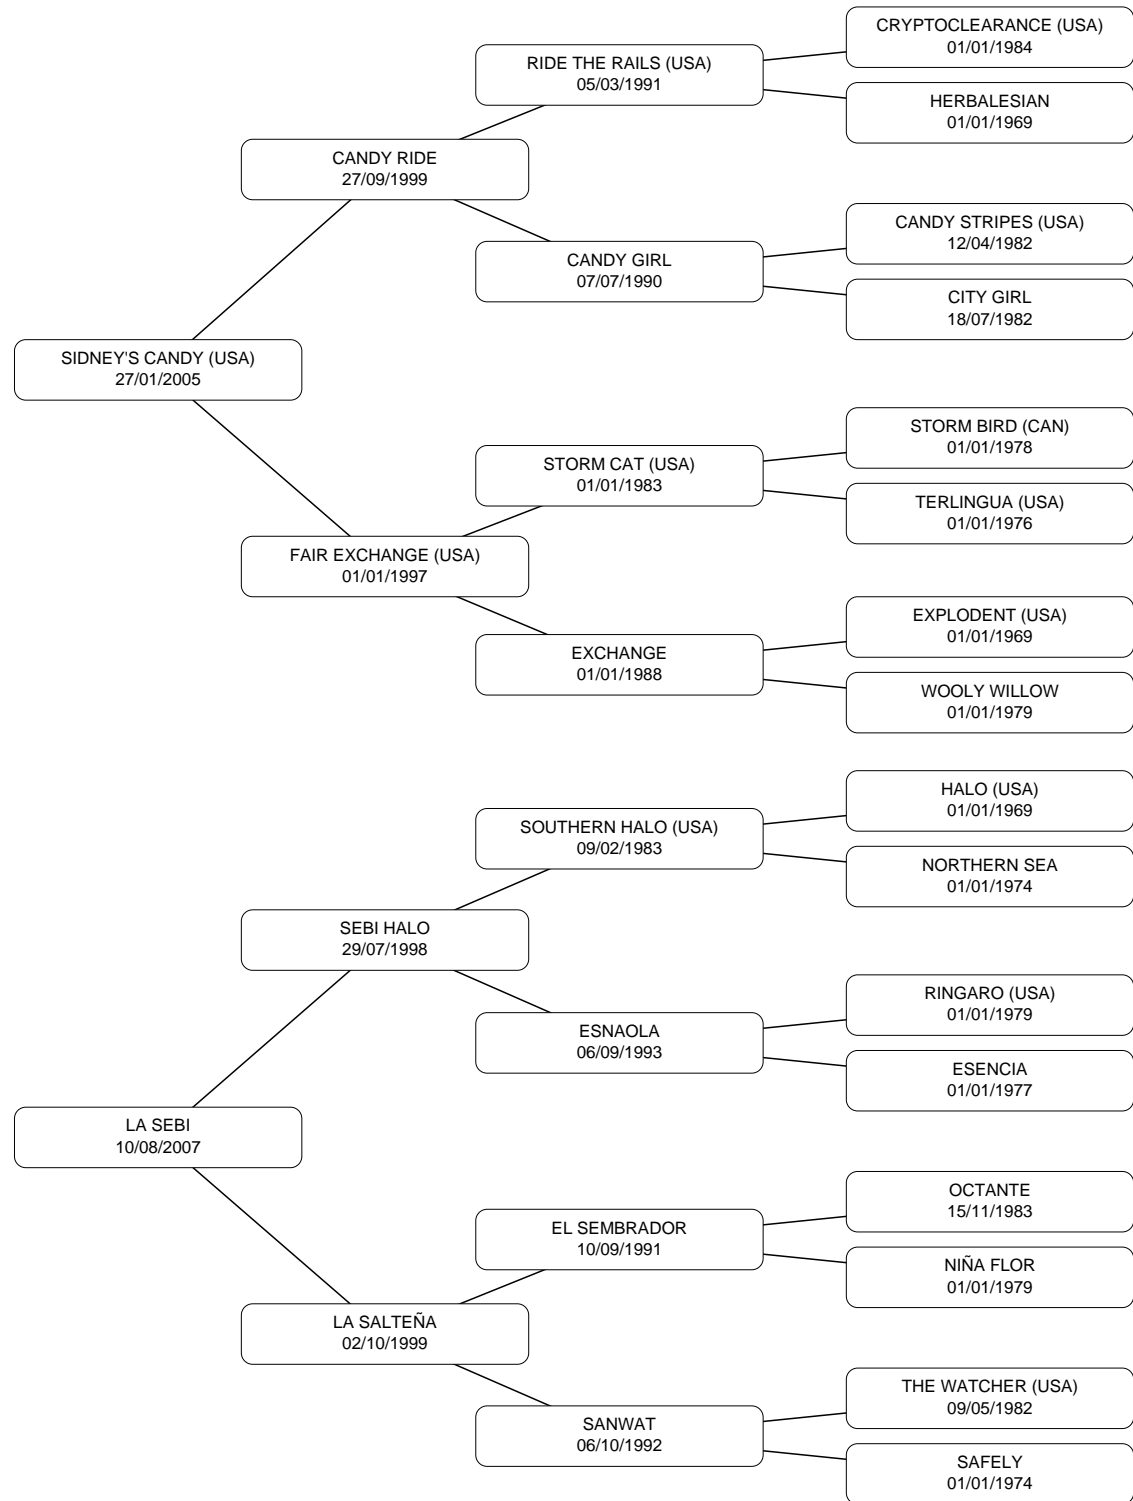 CRYPTOCLEARANCE (USA)
01/01/1984
RIDE THE RAILS (USA)
05/03/1991
HERBALESIAN
01/01/1969
CANDY RIDE
27/09/1999
CANDY STRIPES (USA)
12/04/1982
CANDY GIRL
07/07/1990
CITY GIRL
18/07/1982
SIDNEY'S CANDY (USA)
27/01/2005
STORM BIRD (CAN)
01/01/1978
STORM CAT (USA)
01/01/1983
TERLINGUA (USA)
01/01/1976
FAIR EXCHANGE (USA)
01/01/1997
EXPLODENT (USA)
01/01/1969
EXCHANGE
01/01/1988
WOOLY WILLOW
01/01/1979
HALO (USA)
01/01/1969
SOUTHERN HALO (USA)
09/02/1983
NORTHERN SEA
01/01/1974
SEBI HALO
29/07/1998
RINGARO (USA)
01/01/1979
ESNAOLA
06/09/1993
ESENCIA
01/01/1977
LA SEBI
10/08/2007
OCTANTE
15/11/1983
EL SEMBRADOR
10/09/1991
NIÑA FLOR
01/01/1979
LA SALTEÑA
02/10/1999
THE WATCHER (USA)
09/05/1982
SANWAT
06/10/1992
SAFELY
01/01/1974